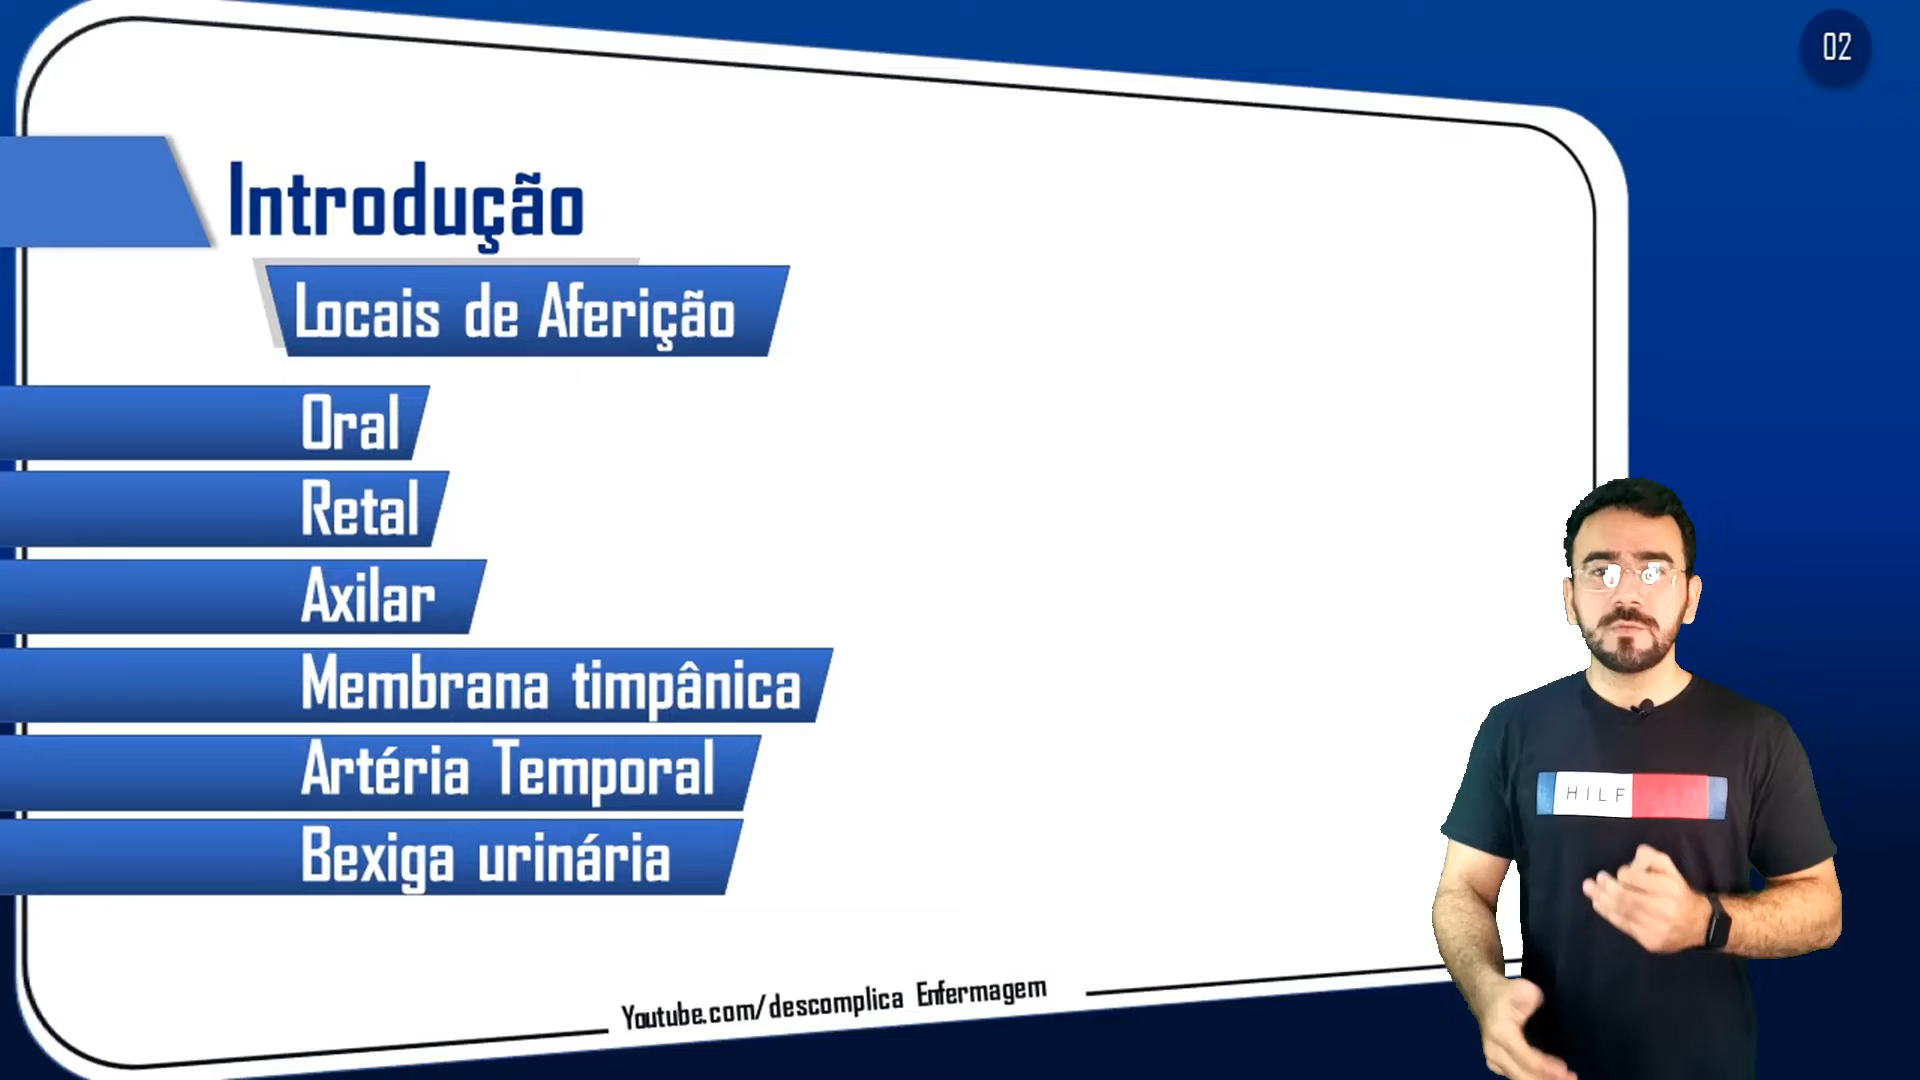 02
Introdução
Locais de Aferição
Oral
Retal
Axilar
Membrana timpânica
Artéria Temporal
Bexiga urinária
Youtube.com/descomplica Enfermagem
HILF